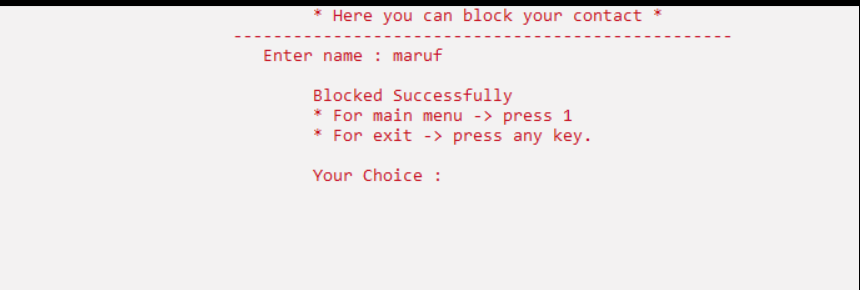 * Here you can block your contact *
--------------------------------------------------
Enter name : maruf
Blocked Successfully
* For main menu -> press 1
* For exit -> press any key.
Your Choice :